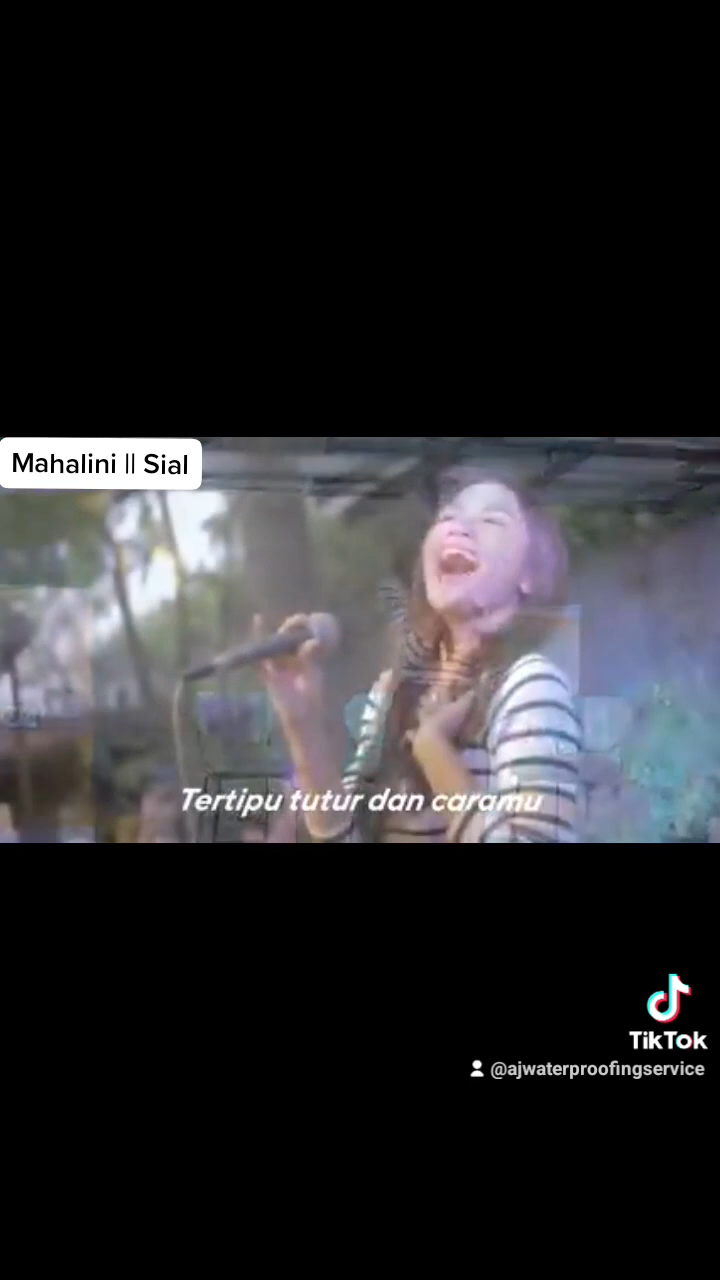 Mahalini || Sial
Tertipu tutur dan caramu
TikTok
@ajwaterproofingservice